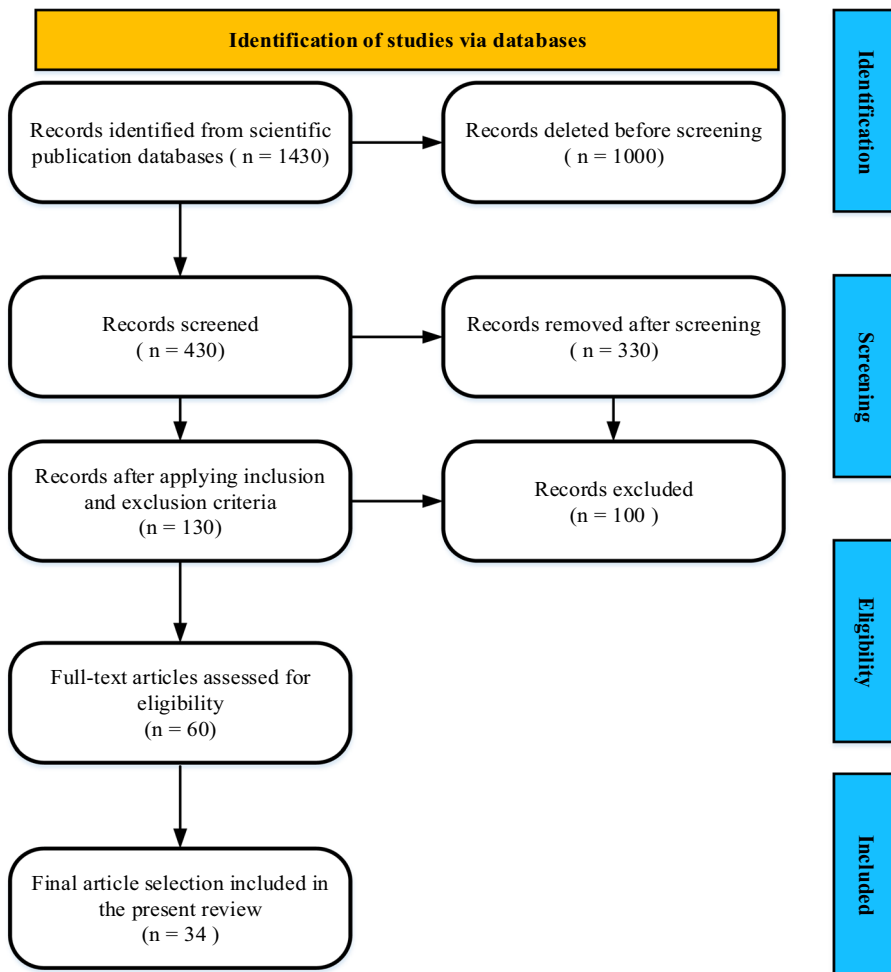 Identification of studies via databases
Records identified from scientific
publication databases ( n = 1430)
Records deleted before screening
( n = 1000)
Identification
Records screened
( n = 430)
Records removed after screening
( n = 330)
Screening
Records after applying inclusion
and exclusion criteria
(n = 130)
Records excluded
(n = 100 )
Eligibility
Full-text articles assessed for
eligibility
(n = 60)
Final article selection included in
the present review
(n = 34 )
Included